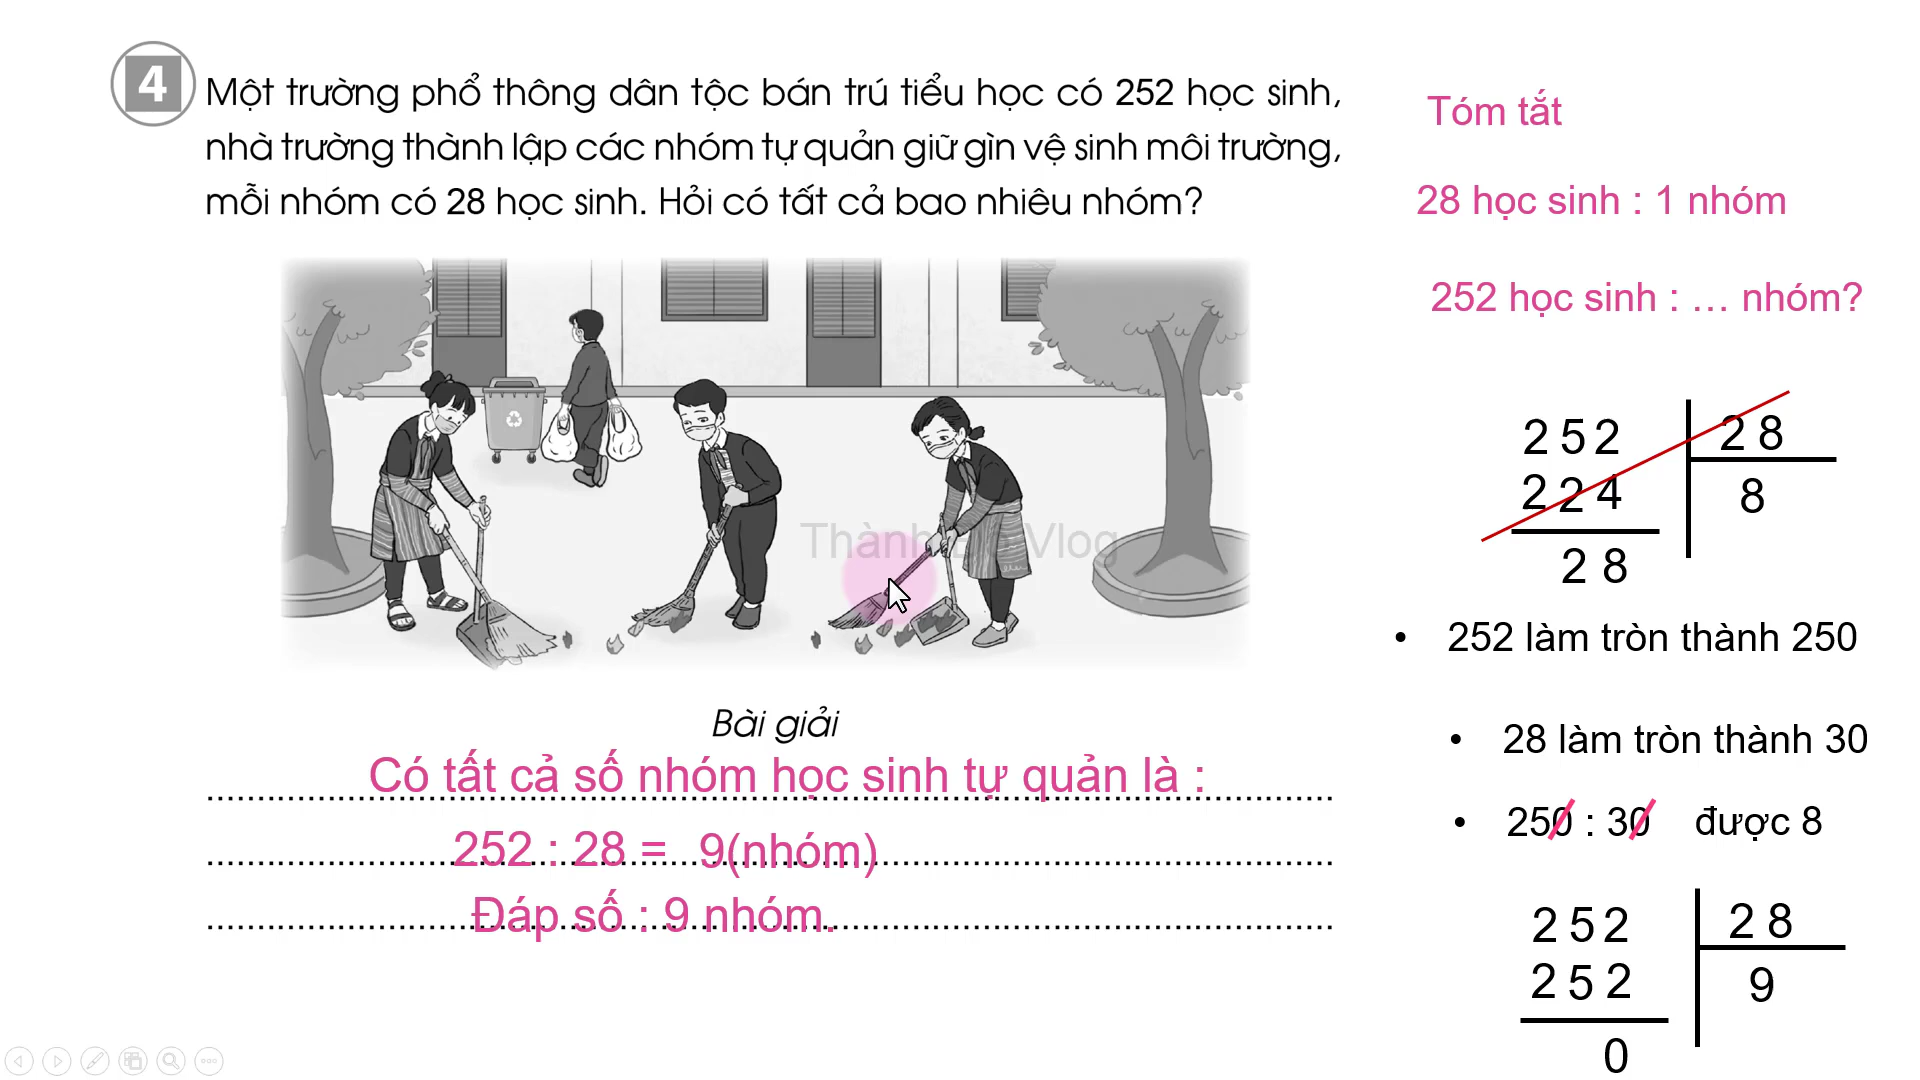 4
Một trường phổ thông dân tộc bán trú tiểu học có 252 học sinh,
nhà trường thành lập các nhóm tự quản giữ gìn vệ sinh môi trường,
mỗi nhóm có 28 học sinh. Hỏi có tất cả bao nhiêu nhóm?
Thành Bố Vlog
Bài giải
Có tất cả số nhóm học sinh tự quản là :
252 : 28 = 9(nhóm)
Đáp số : 9 nhóm.
Tóm tắt
28 học sinh : 1 nhóm
252 học sinh : ... nhóm?
252 28
224 8
28
• 252 làm tròn thành 250
• 28 làm tròn thành 30
• 250 : 30 được 8
252 28
252 9
0